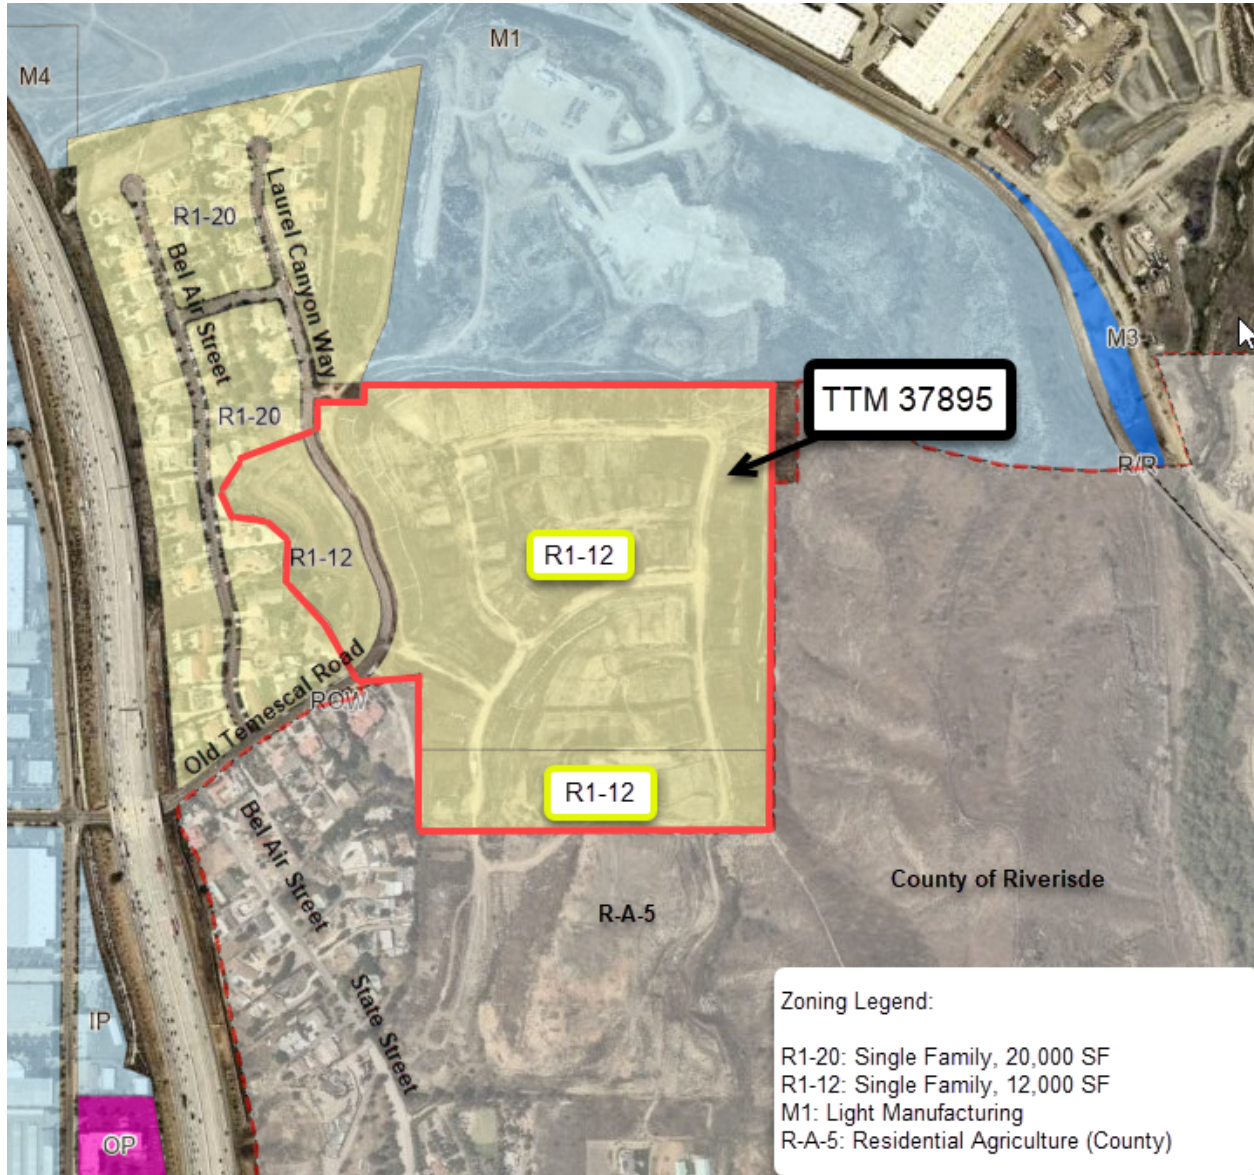 M1
M4
Laurel Canyon Way
R1-20
Bel Air Street
M3
TTM 37895
R1-20
R/R
R1-12
R1-12
Old Temescal Road
ROW
R1-12
Bel Air Street
County of Riverisde
R-A-5
State Street
IP
OP
Zoning Legend:
R1-20: Single Family, 20,000 SF
R1-12: Single Family, 12,000 SF
M1: Light Manufacturing
R-A-5: Residential Agriculture (County)